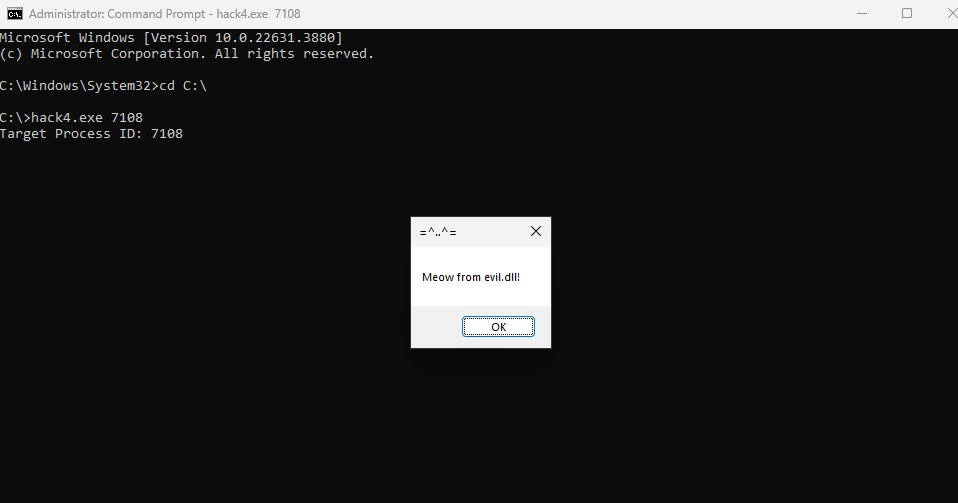 Administrator: Command Prompt - hack4.exe 7108
Microsoft Windows [Version 10.0.22631.3880]
(c) Microsoft Corporation. All rights reserved.
C:\Windows\System32>cd C:\
C:\>hack4.exe 7108
Target Process ID: 7108
=^..^=
Meow from evil.dll!
OK